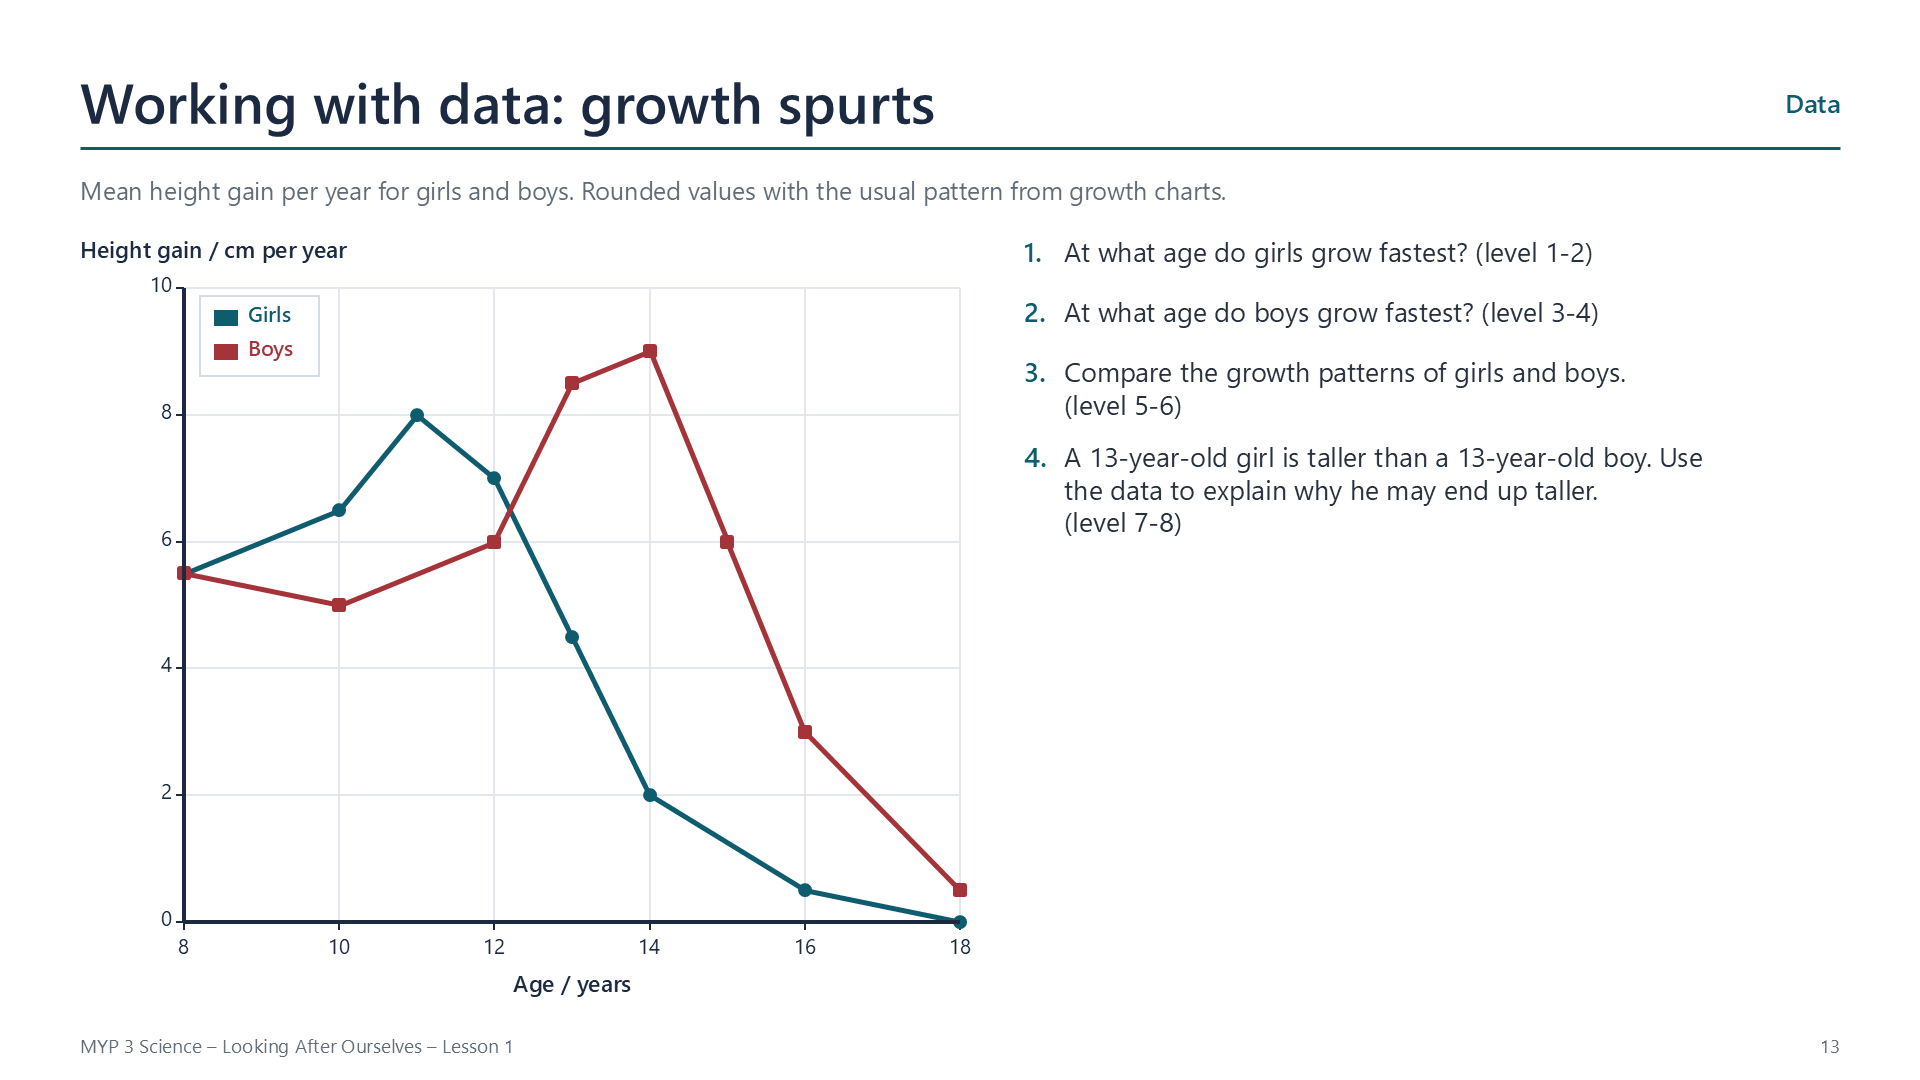 Working with data: growth spurts
Data
Mean height gain per year for girls and boys. Rounded values with the usual pattern from growth charts.
Height gain / cm per year
10
8
6
4
2
0
Girls
Boys
8 10 12 14 16 18
Age / years
1. At what age do girls grow fastest? (level 1-2)
2. At what age do boys grow fastest? (level 3-4)
3. Compare the growth patterns of girls and boys.
(level 5-6)
4. A 13-year-old girl is taller than a 13-year-old boy. Use
the data to explain why he may end up taller.
(level 7-8)
MYP 3 Science – Looking After Ourselves – Lesson 1
13